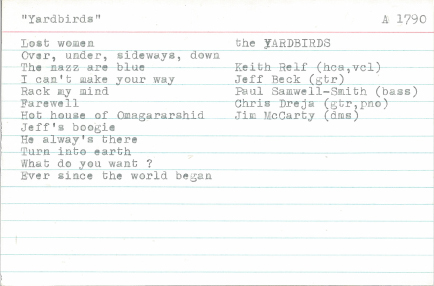 "Yardbirds" A 1790
Lost women the YARDBIRDS
Over, under, sideways, down
The nazz are blue Keith Relf (hca,vcl)
I can't make your way Jeff Beck (gtr)
Rack my mind Paul Samwell-Smith (bass)
Farewell Chris Dreja (gtr,pno)
Hot house of Omagararshid Jim McCarty (dms)
Jeff's boogie
He alway's there
Turn into earth
What do you want ?
Ever since the world began